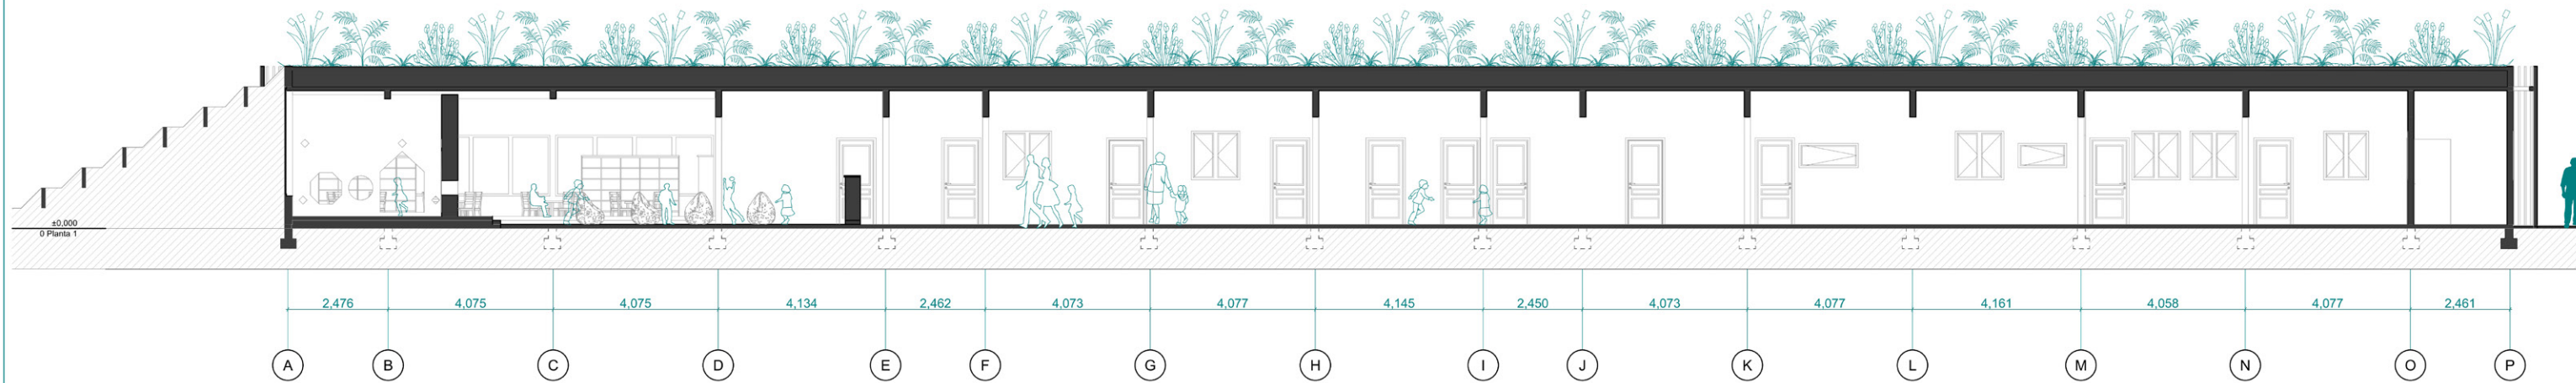 ±0,000
0 Planta 1
2,476 4,075 4,075 4,134 2,462 4,073 4,077 4,145 2,450 4,073 4,077 4,161 4,058 4,077 2,461
A B C D E F G H I J K L M N O P